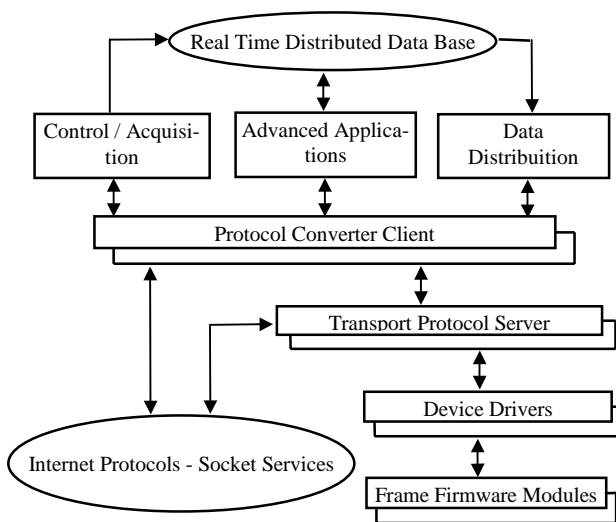 Real Time Distributed Data Base
Control / Acquisi-
tion
Advanced Applica-
tions
Data
Distribuition
Protocol Converter Client
Transport Protocol Server
Device Drivers
Internet Protocols - Socket Services
Frame Firmware Modules